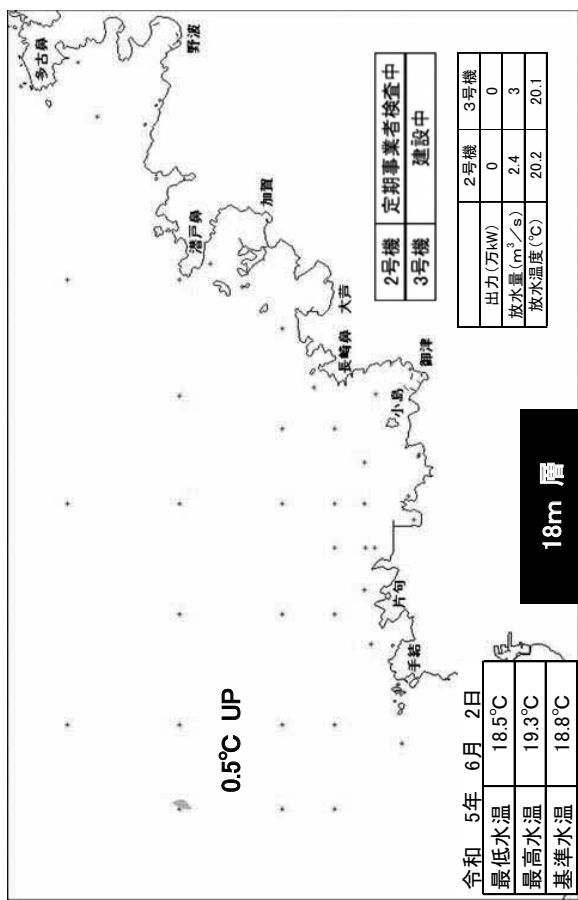 多古鼻
野波
潜戸鼻
加賀
大芦
長崎鼻
御津
小島
片句
手結
0.5℃ UP
2号機 定期事業者検査中
3号機 建設中
2号機 3号機
出力(万kW) 0 0
放水量(m³/s) 2.4 3
放水温度(℃) 20.2 20.1
18m 層
令和 5年 6月 2日
最低水温 18.5℃
最高水温 19.3℃
基準水温 18.8℃